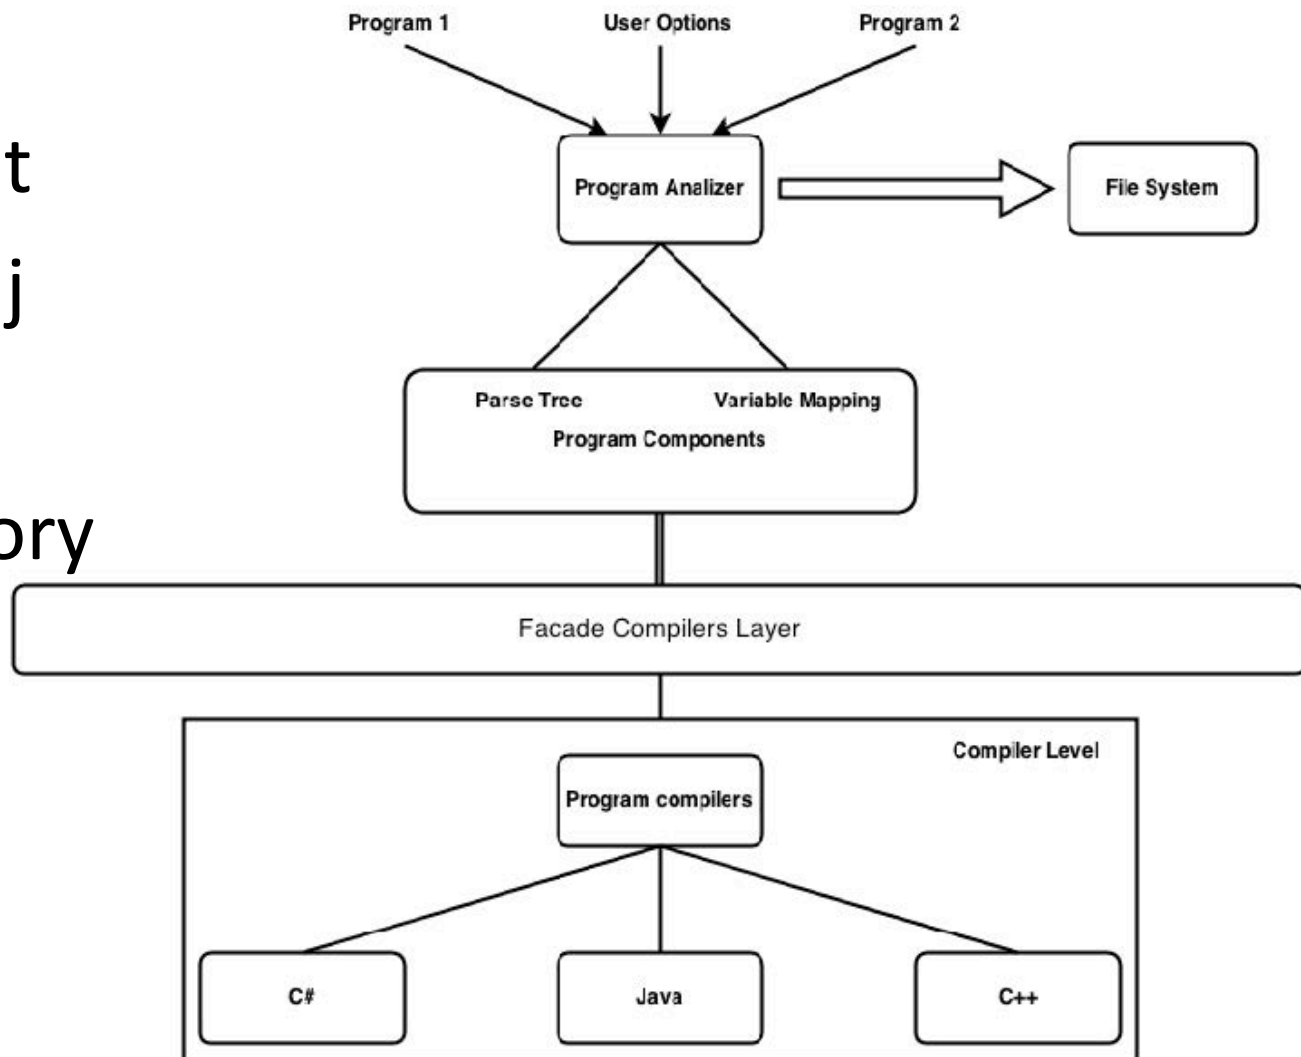 Program 1
User Options
Program 2
t
Program Analizer
File System
j
Parse Tree
Variable Mapping
Program Components
ory
Facade Compilers Layer
Compiler Level
Program compilers
C#
Java
C++